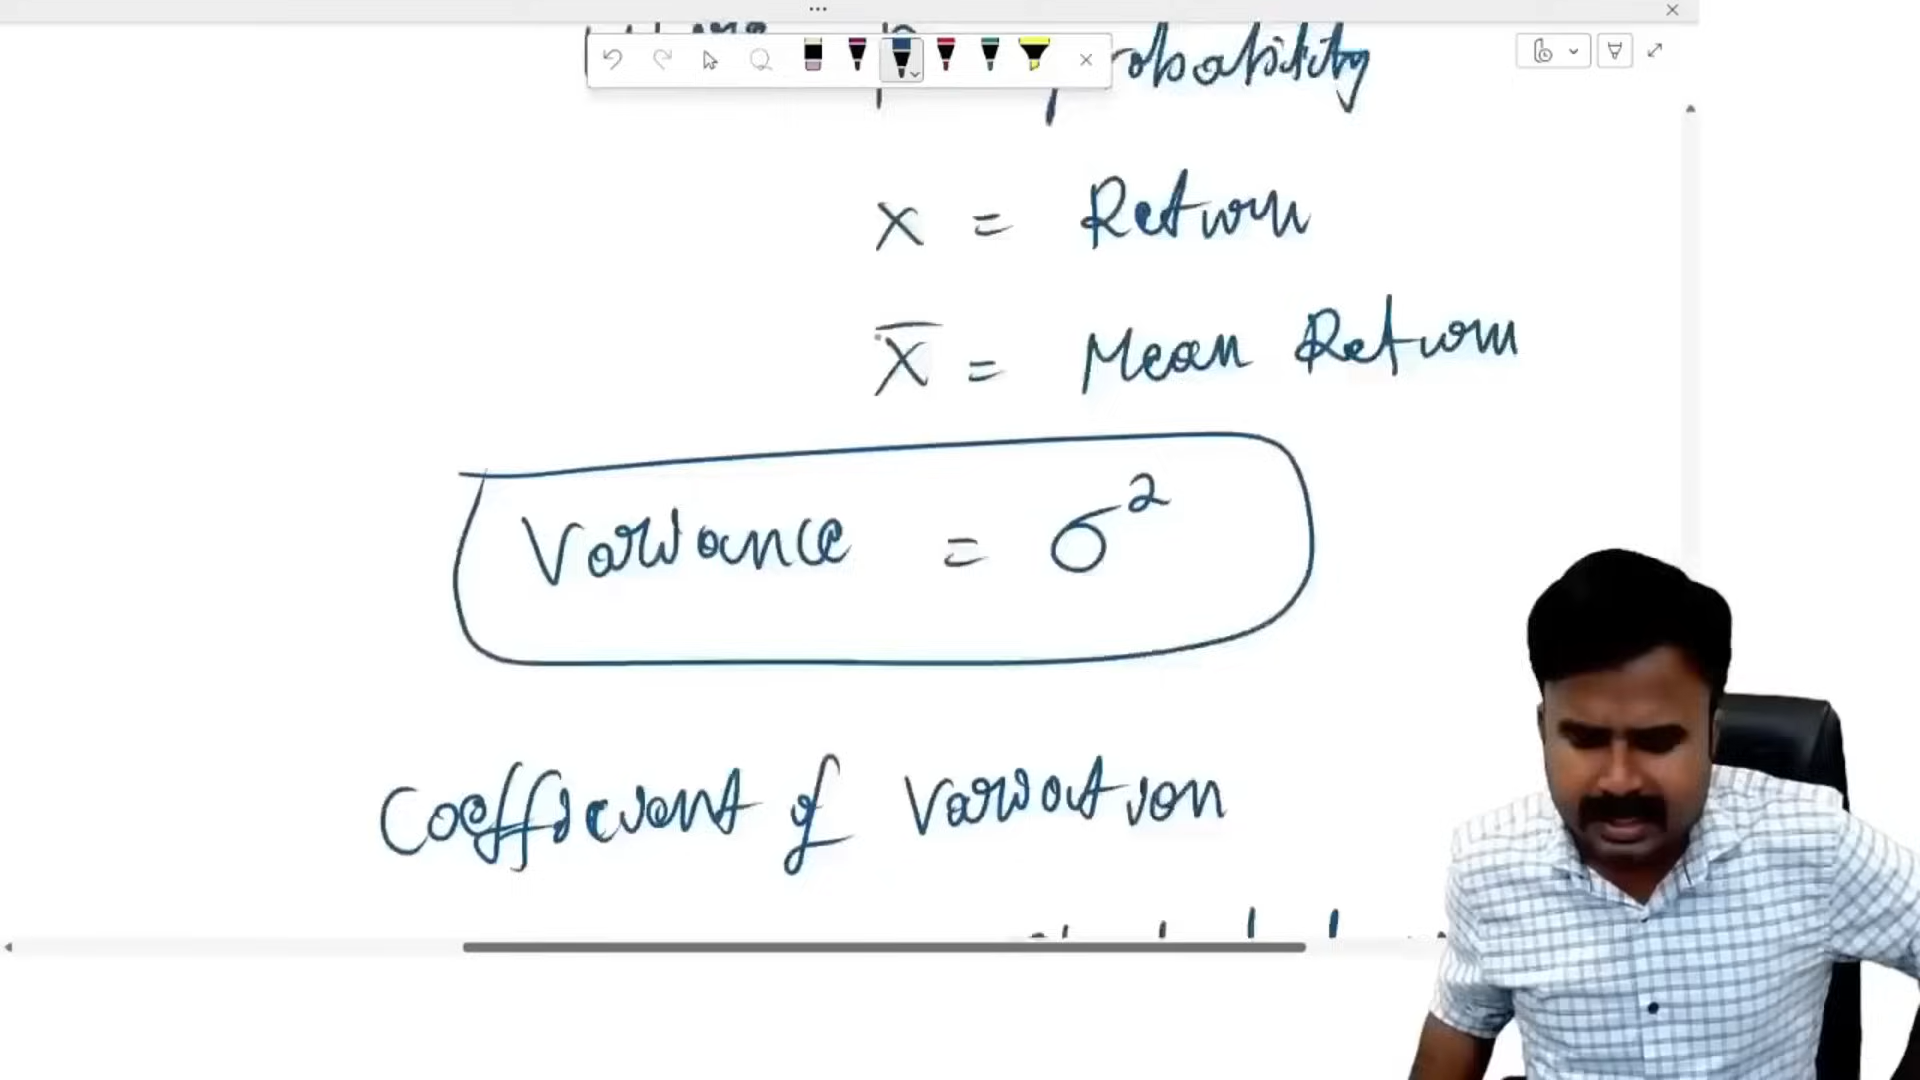 probability
X = Return
X̄ = Mean Return
Variance = σ²
Coefficient of Variation